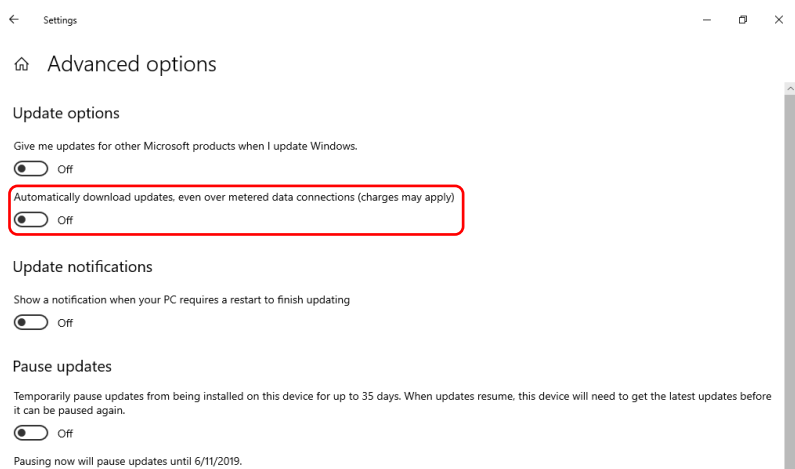 Settings
Advanced options
Update options
Give me updates for other Microsoft products when I update Windows.
Off
Automatically download updates, even over metered data connections (charges may apply)
Off
Update notifications
Show a notification when your PC requires a restart to finish updating
Off
Pause updates
Temporarily pause updates from being installed on this device for up to 35 days. When updates resume, this device will need to get the latest updates before
it can be paused again.
Off
Pausing now will pause updates until 6/11/2019.